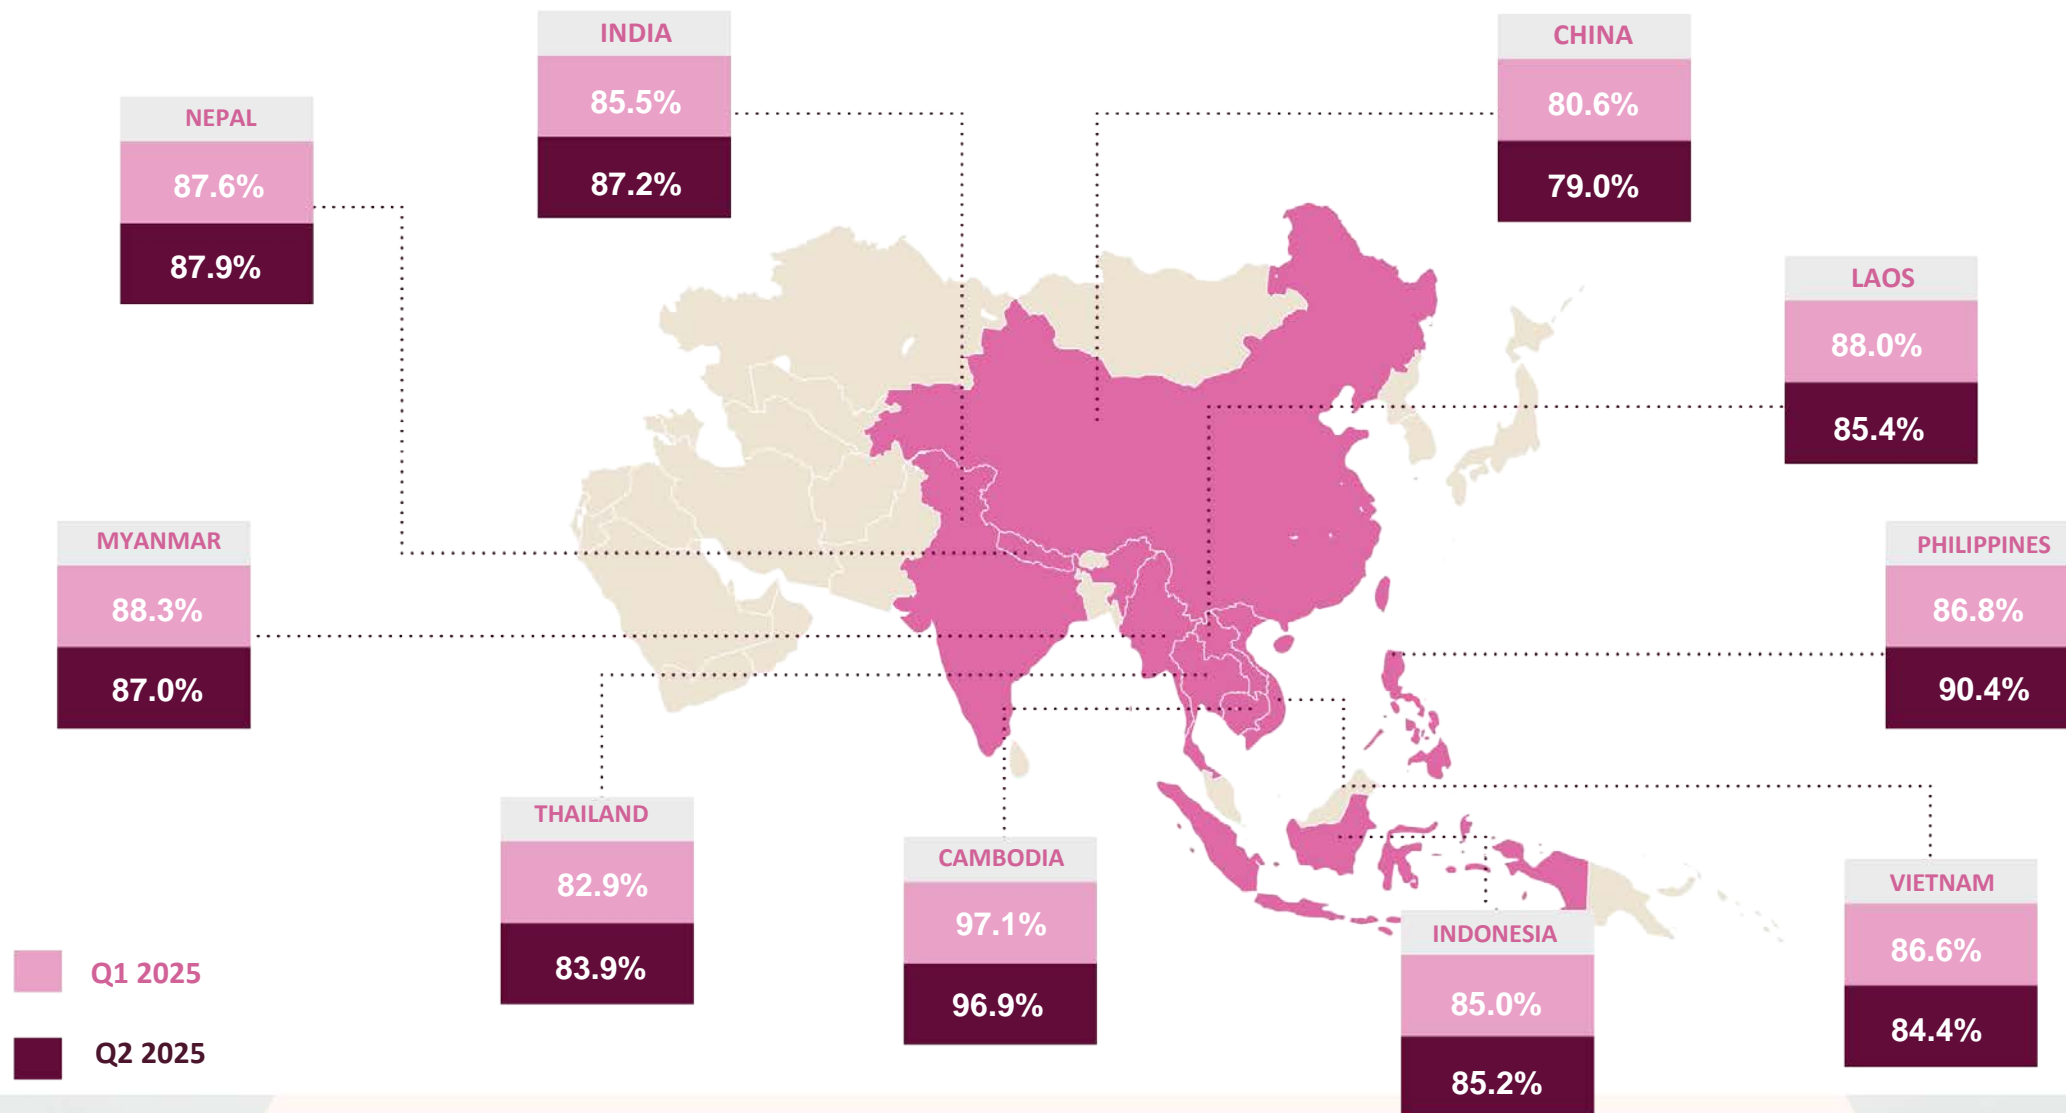 INDIA
85.5%
87.2%
CHINA
80.6%
79.0%
NEPAL
87.6%
87.9%
LAOS
88.0%
85.4%
MYANMAR
88.3%
87.0%
PHILIPPINES
86.8%
90.4%
THAILAND
82.9%
83.9%
CAMBODIA
97.1%
96.9%
INDONESIA
85.0%
85.2%
VIETNAM
86.6%
84.4%
Q1 2025
Q2 2025